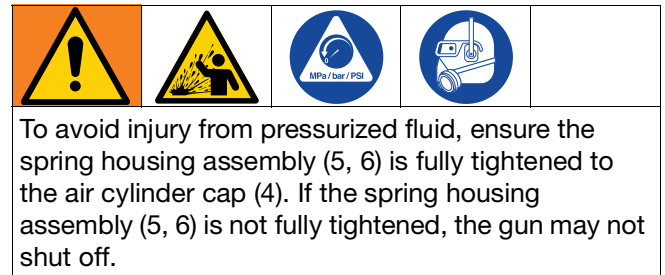 MPa / bar / PSI
To avoid injury from pressurized fluid, ensure the
spring housing assembly (5, 6) is fully tightened to
the air cylinder cap (4). If the spring housing
assembly (5, 6) is not fully tightened, the gun may not
shut off.